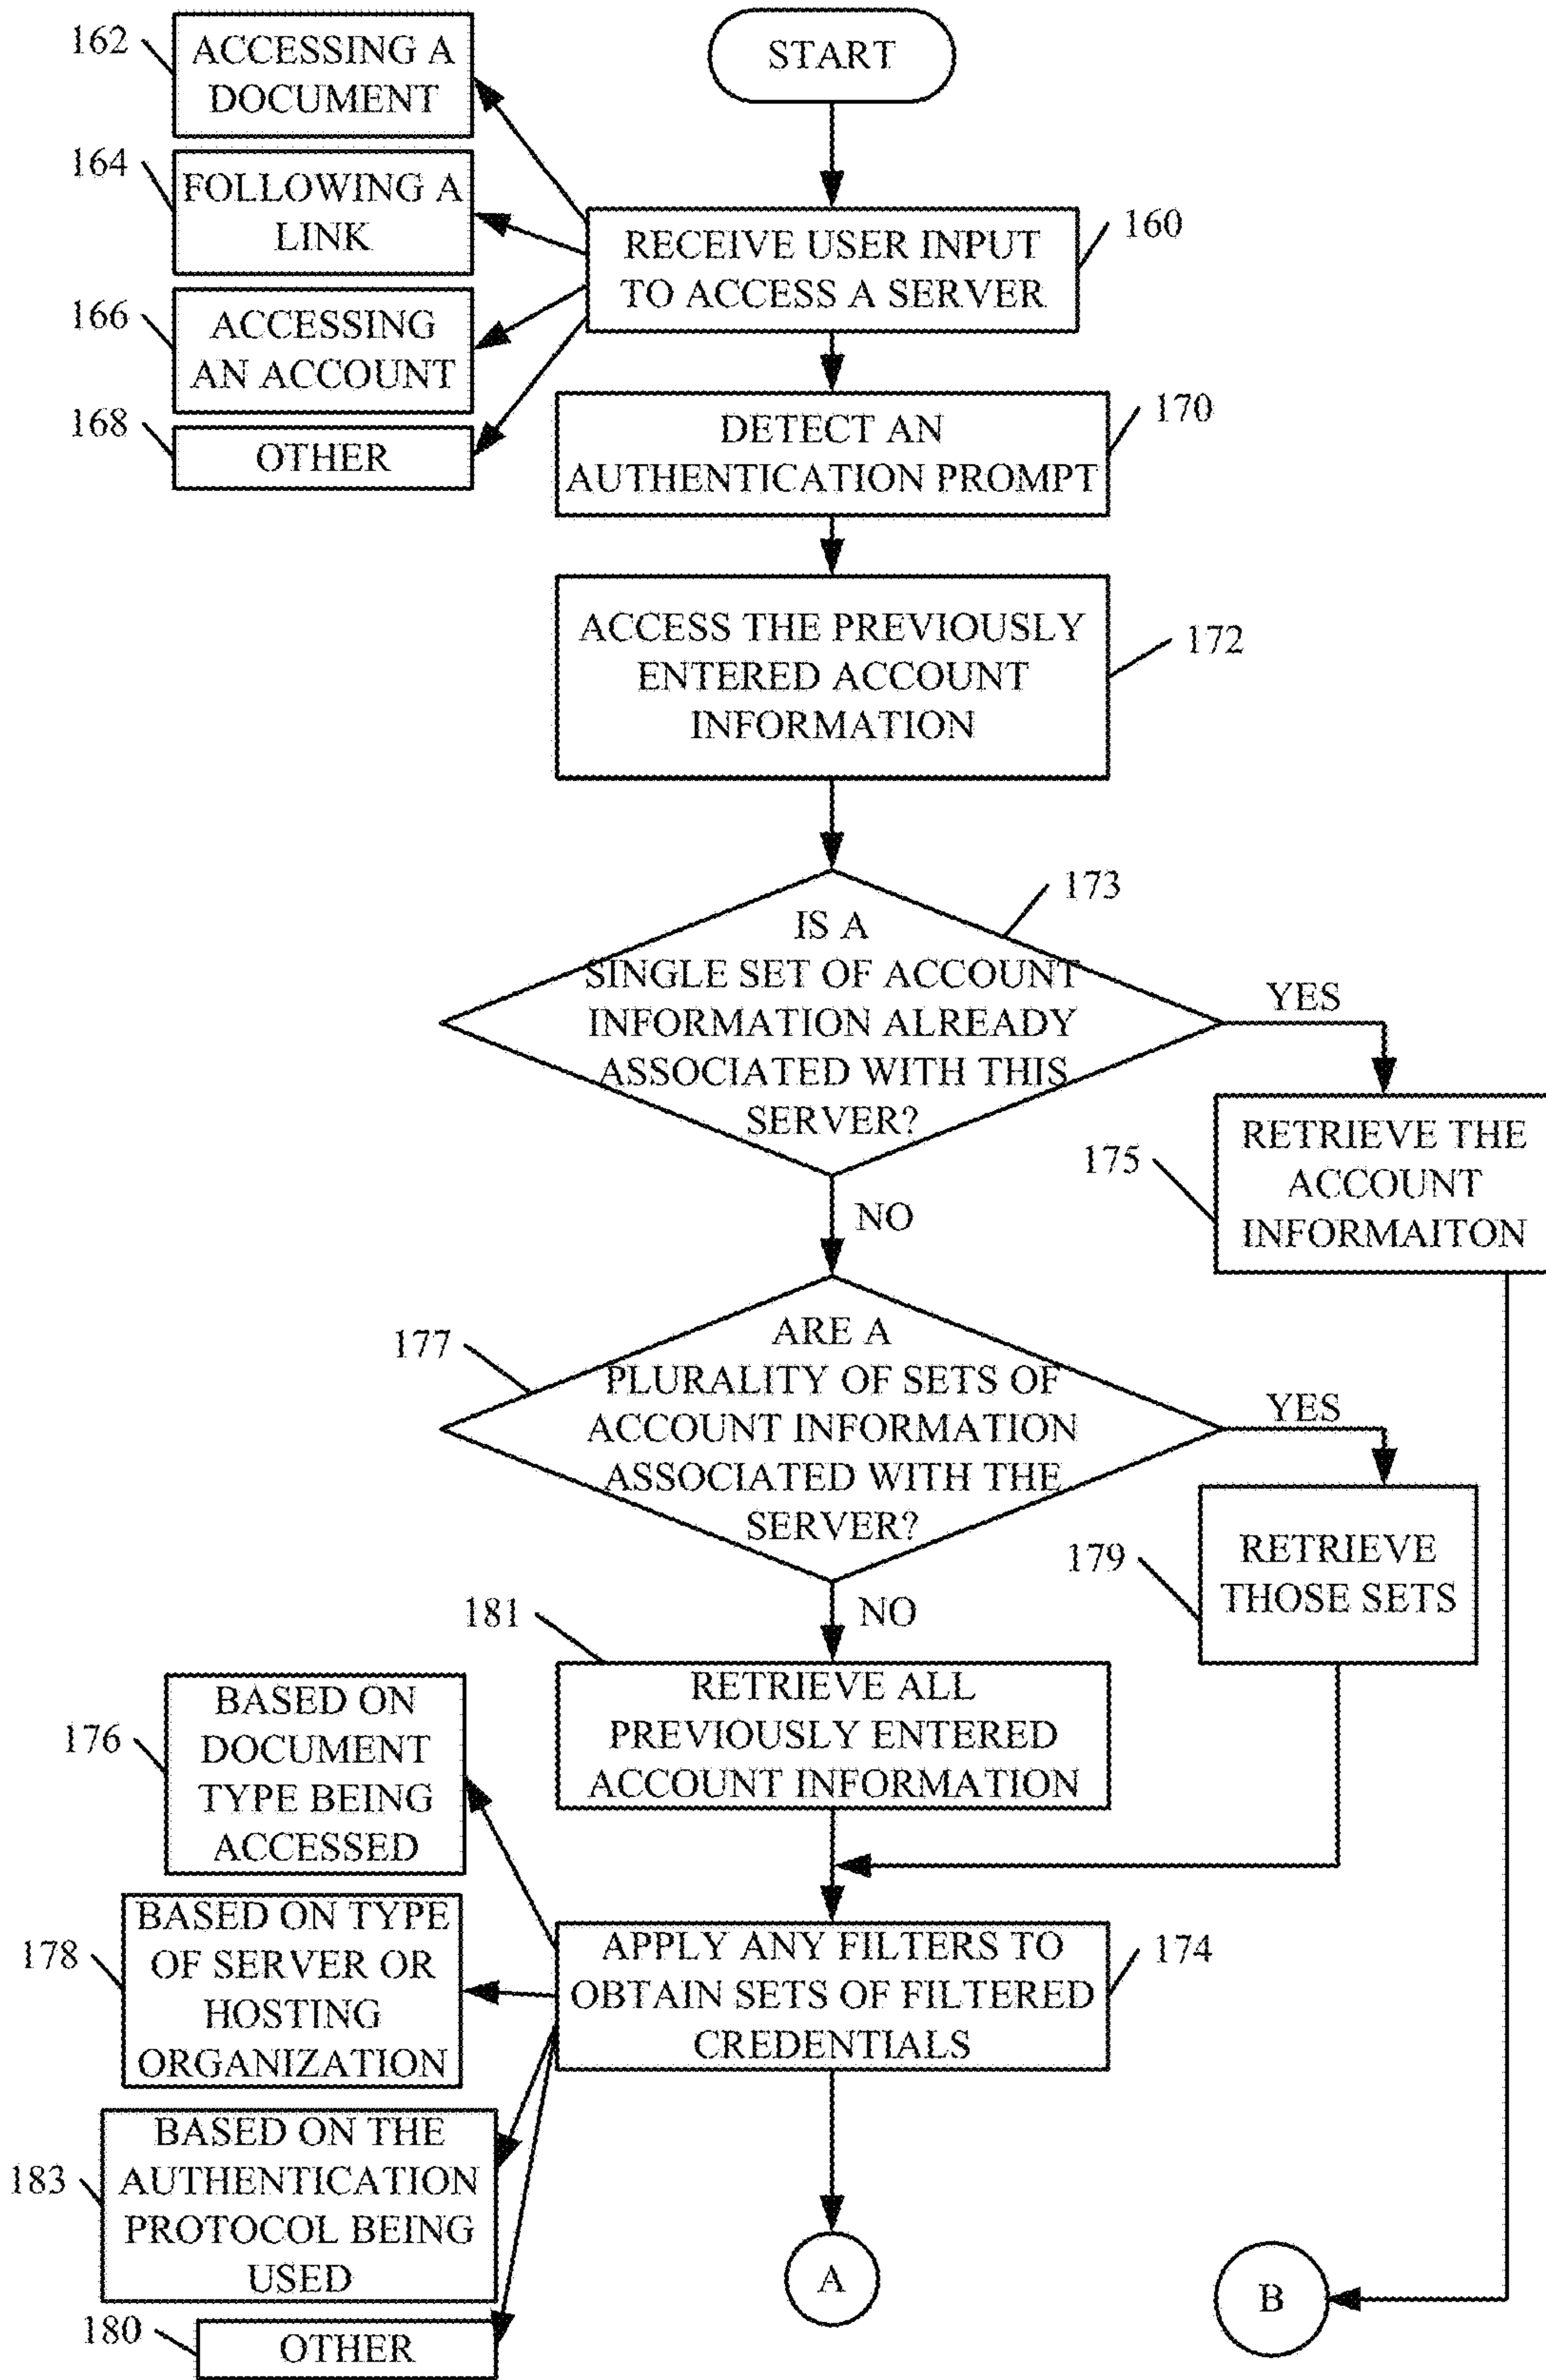 START
162
ACCESSING A
DOCUMENT
164
FOLLOWING A
LINK
166
ACCESSING
AN ACCOUNT
168
OTHER
RECEIVE USER INPUT
TO ACCESS A SERVER
160
DETECT AN
AUTHENTICATION PROMPT
170
ACCESS THE PREVIOUSLY
ENTERED ACCOUNT
INFORMATION
172
173
IS A
SINGLE SET OF ACCOUNT
INFORMATION ALREADY
ASSOCIATED WITH THIS
SERVER?
YES
175
RETRIEVE THE
ACCOUNT
INFORMAITON
NO
177
ARE A
PLURALITY OF SETS OF
ACCOUNT INFORMATION
ASSOCIATED WITH THE
SERVER?
YES
179
RETRIEVE
THOSE SETS
NO
181
RETRIEVE ALL
PREVIOUSLY ENTERED
ACCOUNT INFORMATION
176
BASED ON
DOCUMENT
TYPE BEING
ACCESSED
178
BASED ON TYPE
OF SERVER OR
HOSTING
ORGANIZATION
APPLY ANY FILTERS TO
OBTAIN SETS OF FILTERED
CREDENTIALS
174
183
BASED ON THE
AUTHENTICATION
PROTOCOL BEING
USED
180
OTHER
A
B